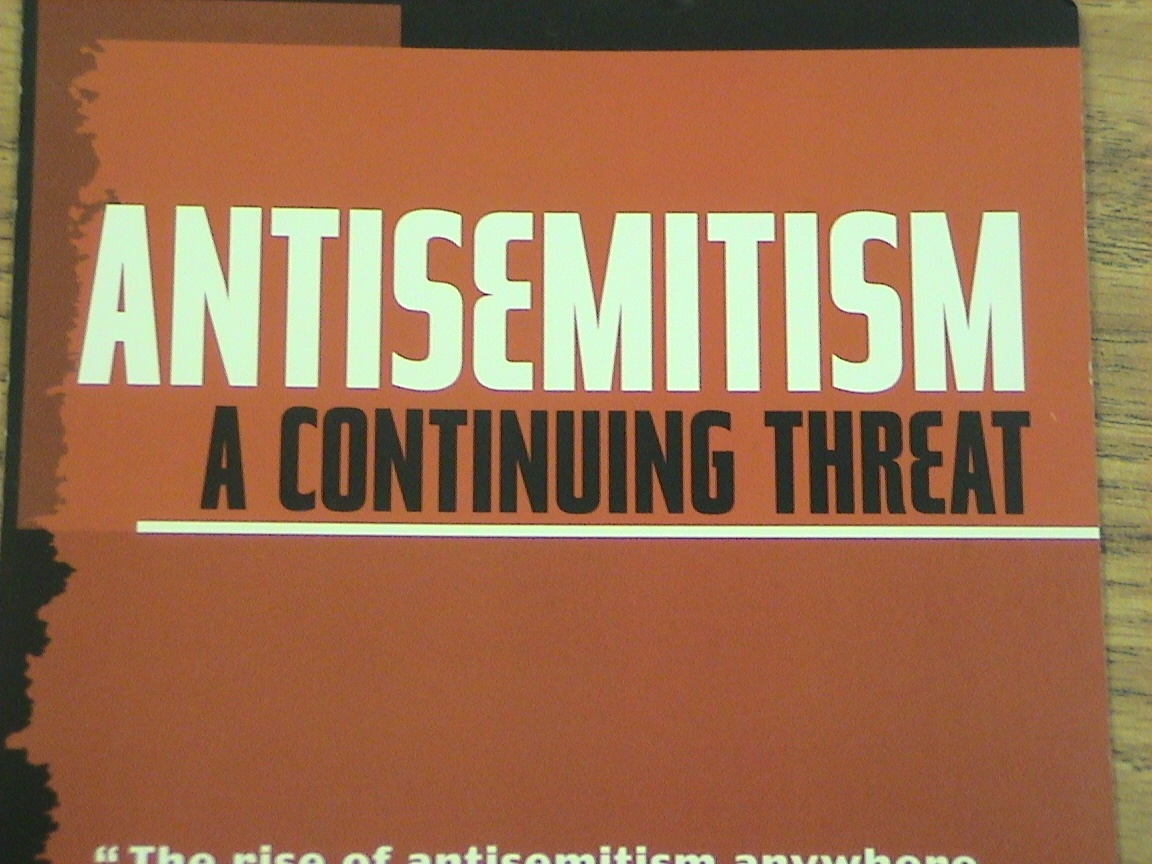 ANTISEMITISM
A CONTINUING THREAT
“The rise of antisemitism anywhere